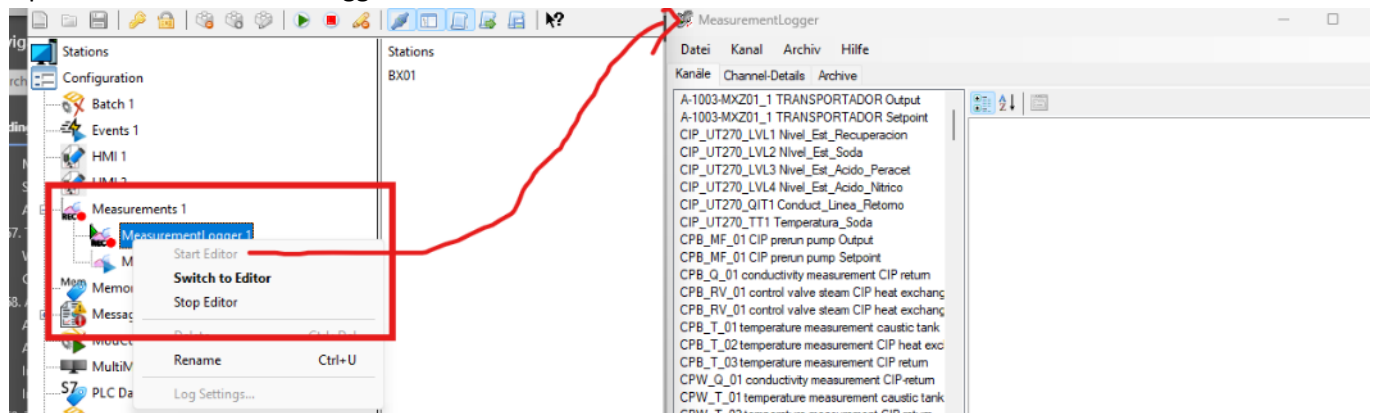 Stations
Configuration
Batch 1
Events 1
HMI 1
Measurements 1
MeasurementLogger 1
Start Editor
Switch to Editor
Stop Editor
Rename Ctrl+U
Log Settings...
PLC Da
Stations
BX01
MeasurementLogger
Datei Kanal Archiv Hilfe
Kanäle Channel-Details Archive
A-1003-MXZ01_1 TRANSPORTADOR Output
A-1003-MXZ01_1 TRANSPORTADOR Setpoint
CIP_UT270_LVL1 Nivel_Est_Recuperacion
CIP_UT270_LVL2 NIvel_Est_Soda
CIP_UT270_LVL3 Nivel_Est_Acido_Peracet
CIP_UT270_LVL4 Nivel_Est_Acido_Nitrico
CIP_UT270_QIT1 Conduct_Linea_Retorno
CIP_UT270_TT1 Temperatura_Soda
CPB_MF_01 CIP prerun pump Output
CPB_MF_01 CIP prerun pump Setpoint
CPB_Q_01 conductivity measurement CIP return
CPB_RV_01 control valve steam CIP heat exchang
CPB_RV_01 control valve steam CIP heat exchang
CPB_T_01 temperature measurement caustic tank
CPB_T_02 temperature measurement CIP heat exc
CPB_T_03 temperature measurement CIP return
CPW_Q_01 conductivity measurement CIP-return
CPW_T_01 temperature measurement caustic tank